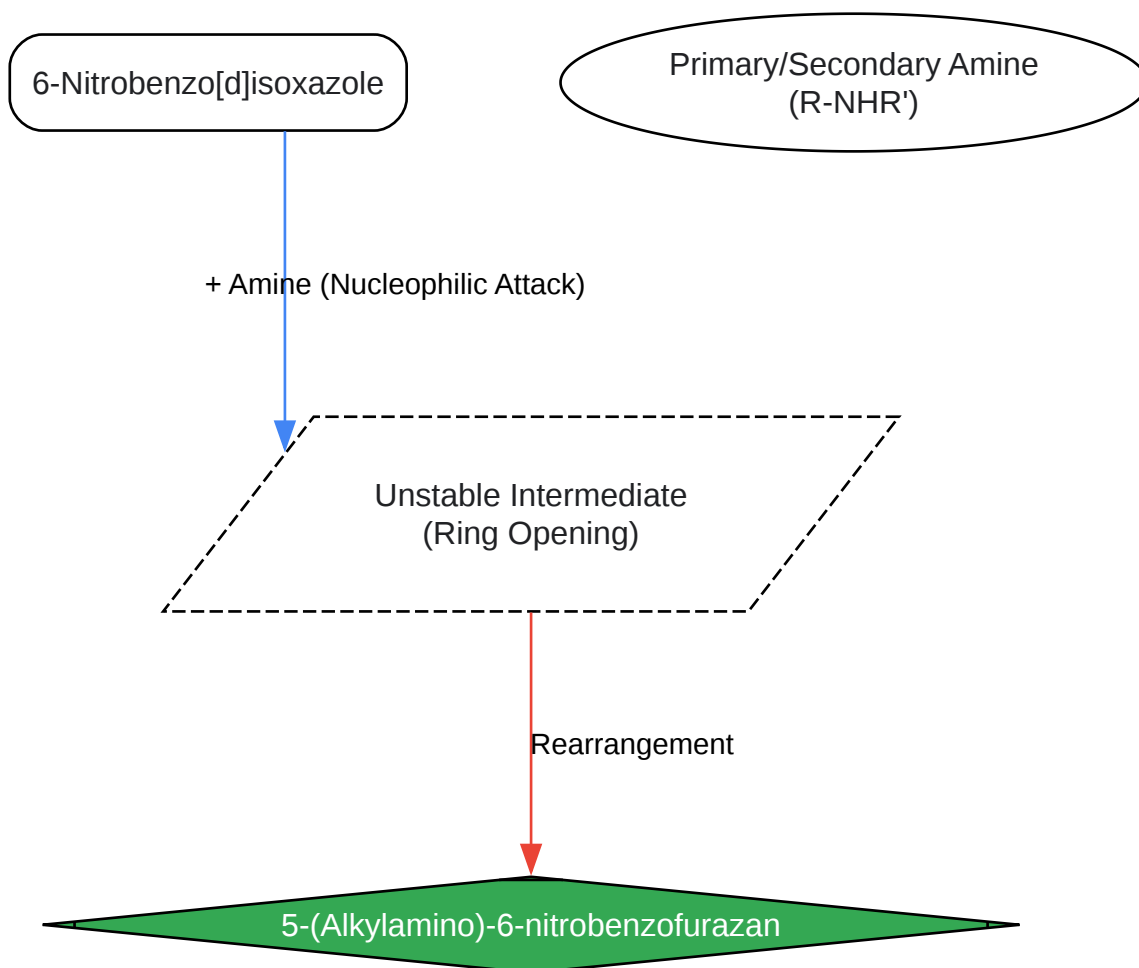 6-Nitrobenzo[d]isoxazole
Primary/Secondary Amine
(R-NHR')
+ Amine (Nucleophilic Attack)
Unstable Intermediate
(Ring Opening)
Rearrangement
5-(Alkylamino)-6-nitrobenzofurazan